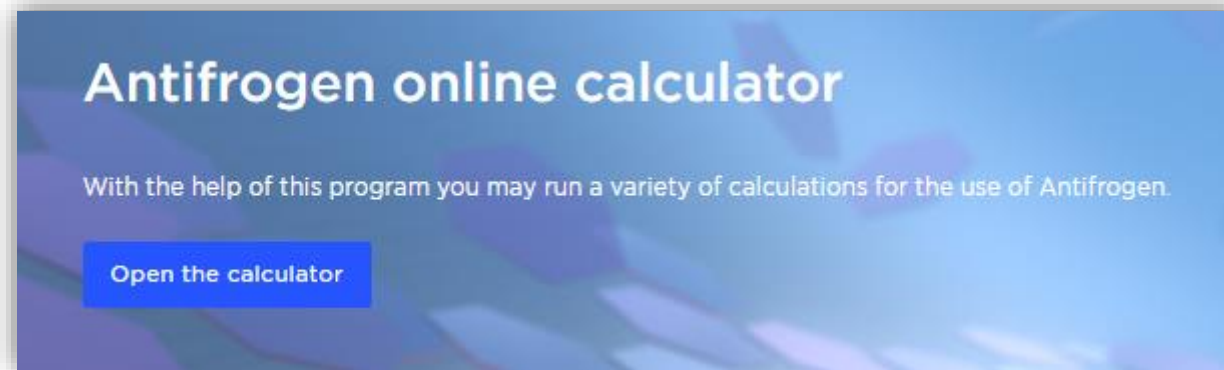 Antifrogen online calculator
With the help of this program you may run a variety of calculations for the use of Antifrogen.
Open the calculator